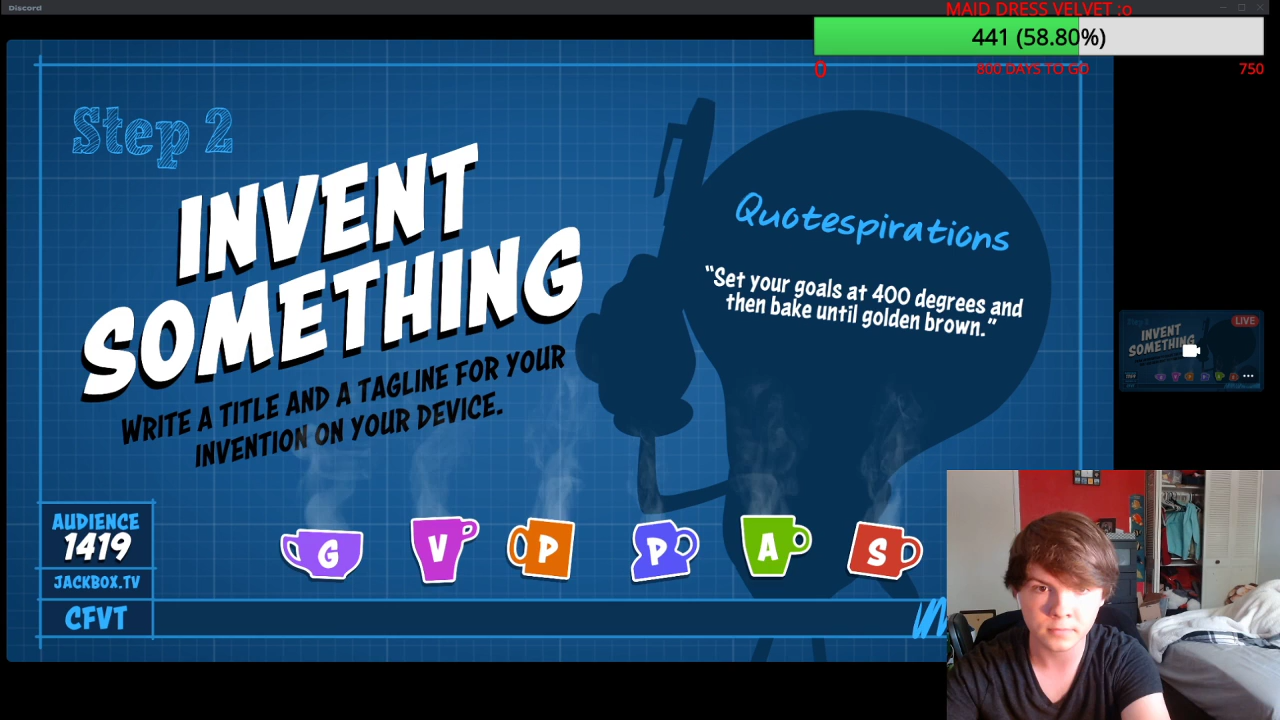 Discord
MAID DRESS VELVET :o
441 (58.80%)
0
800 DAYS TO GO
750
Step 2
INVENT
SOMETHING
WRITE A TITLE AND A TAGLINE FOR YOUR
INVENTION ON YOUR DEVICE.
Quotespirations
“Set your goals at 400 degrees and
then bake until golden brown.”
LIVE
INVENT
SOMETHING
AUDIENCE
1419
JACKBOX.TV
CFVT
G V P P A S